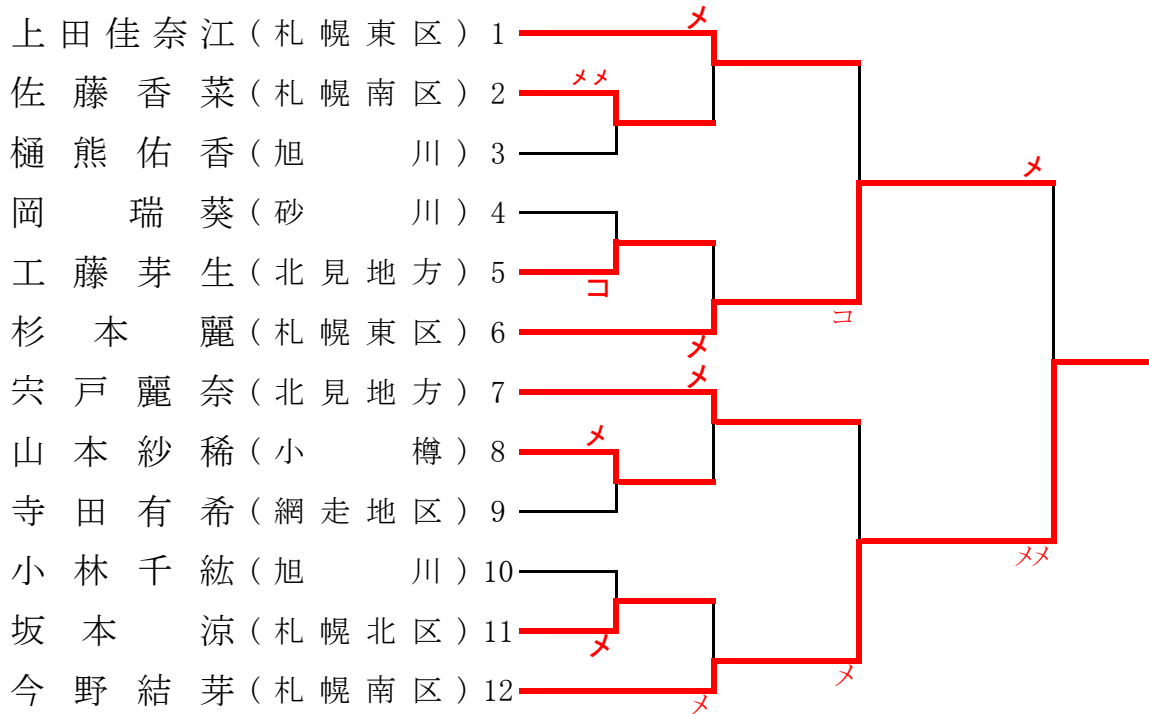 メ
上田佳奈江(札幌東区) 1
メメ
佐藤香菜(札幌南区) 2
樋熊佑香(旭川) 3
メ
岡瑞葵(砂川) 4
工藤芽生(北見地方) 5
コ
コ
杉本麗(札幌東区) 6
メ
メ
宍戸麗奈(北見地方) 7
メ
山本紗稀(小樽) 8
寺田有希(網走地区) 9
メメ
小林千紘(旭川) 10
坂本涼(札幌北区) 11
メ
メ
今野結芽(札幌南区) 12
メ